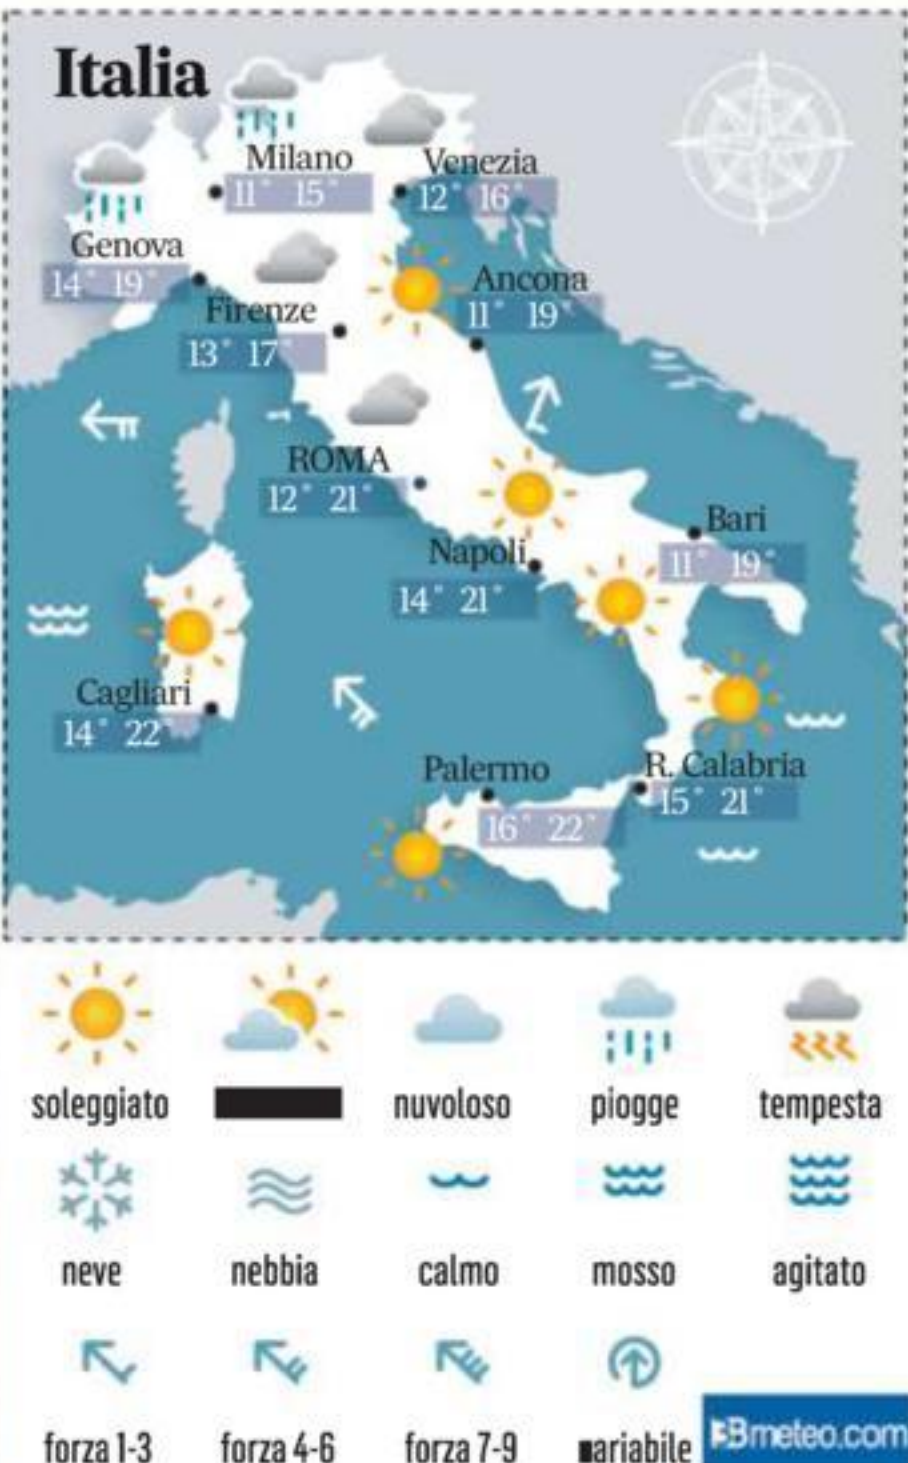 Italia
Milano
11° 15°
Venezia
12° 16°
Genova
14° 19°
Ancona
11° 19°
Firenze
13° 17°
ROMA
12° 21°
Bari
11° 19°
Napoli
14° 21°
Cagliari
14° 22°
Palermo
16° 22°
R. Calabria
15° 21°
soleggiato
nuvoloso
piogge
tempesta
neve
nebbia
calmo
mosso
agitato
forza 1-3
forza 4-6
forza 7-9
ariabile
3Bmeteo.com